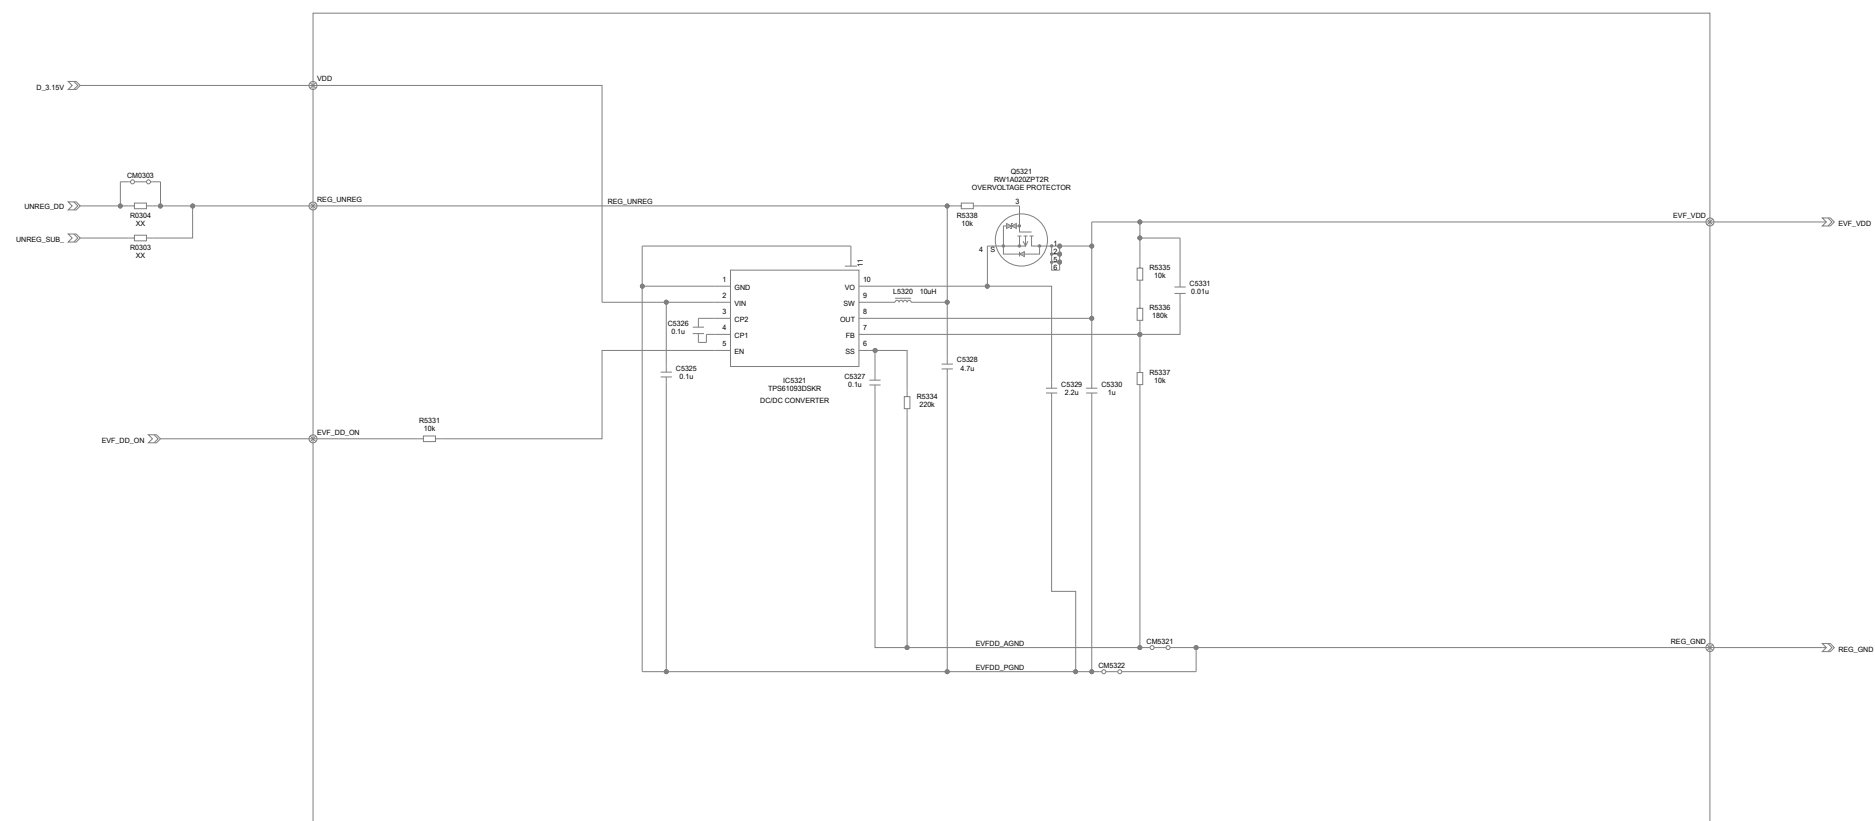 VDD
D_3.15V
CM0303
UNREG_DD
R0304
XX
UNREG_SUB_
R0303
XX
REG_UNREG
REG_UNREG
Q5321
RW1A020ZPT2R
OVERVOLTAGE PROTECTOR
3
R5338
10k
4
S
1
2
5
6
EVF_VDD
EVF_VDD
R5335
10k
C5331
0.01u
R5336
180k
R5337
10k
11
1
GND
2
VIN
3
CP2
4
CP1
5
EN
10
VO
9
SW
8
OUT
7
FB
6
SS
L5320 10uH
C5326
0.1u
C5325
0.1u
IC5321
TPS61093DSKR
DC/DC CONVERTER
C5327
0.1u
R5334
220k
C5328
4.7u
C5329
2.2u
C5330
1u
EVF_DD_ON
EVF_DD_ON
R5331
10k
EVFDD_AGND
CM5321
EVFDD_PGND
CM5322
REG_GND
REG_GND